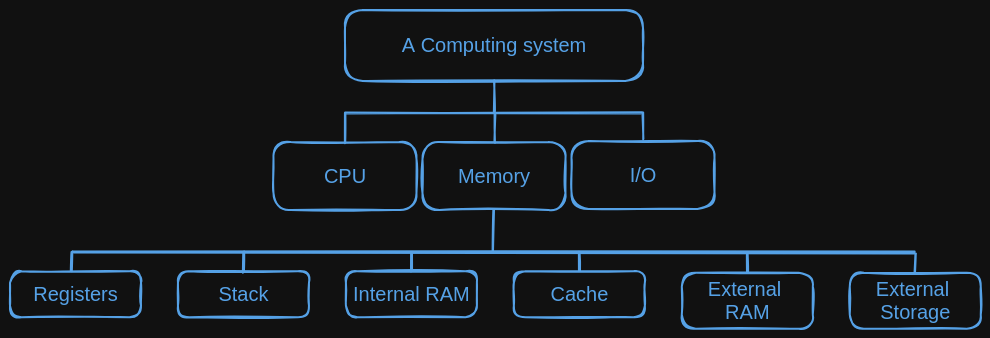 A Computing system
CPU
Memory
I/O
Registers
Stack
Internal RAM
Cache
External
RAM
External
Storage